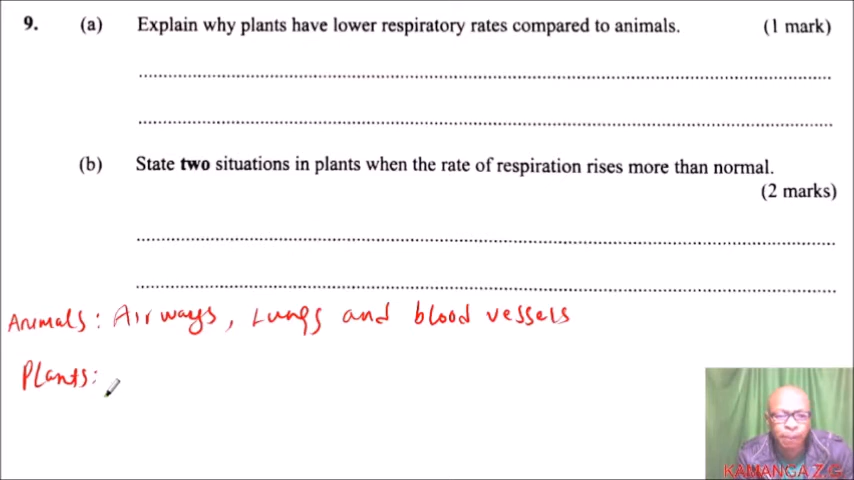 9. (a) Explain why plants have lower respiratory rates compared to animals. (1 mark)
(b) State two situations in plants when the rate of respiration rises more than normal.
(2 marks)
Animals: Airways, Lungs and blood vessels
Plants:
KAMANGA Z.G.